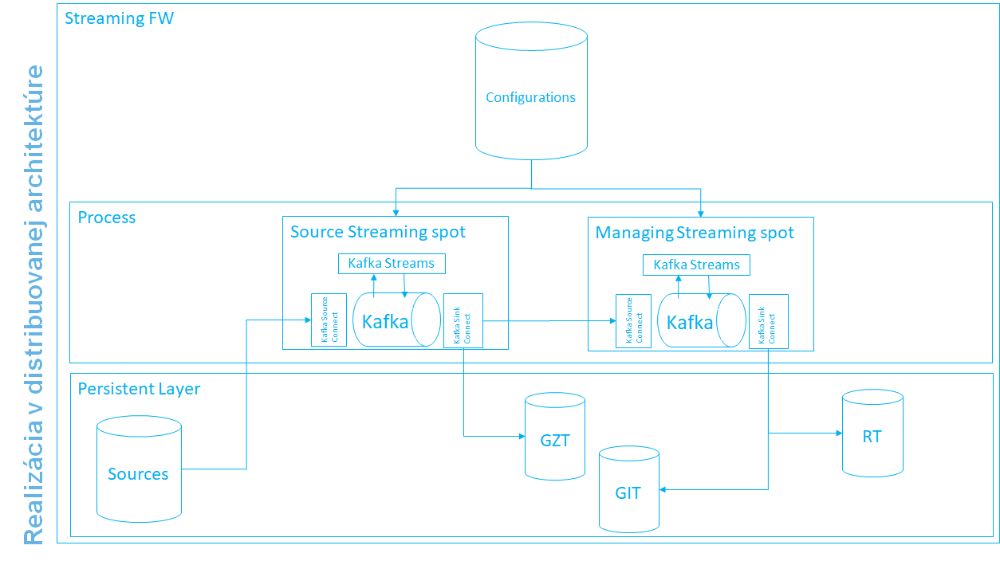 Realizácia v distribuovanej architektúre
Streaming FW
Configurations
Process
Source Streaming spot
Kafka Streams
Kafka Source
Connect
Kafka
Kafka Sink
Connect
Managing Streaming spot
Kafka Streams
Kafka Source
Connect
Kafka
Kafka Sink
Connect
Persistent Layer
Sources
GZT
GIT
RT